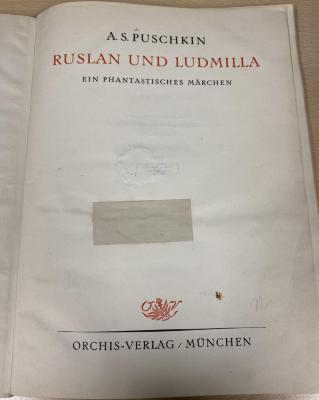 A. S. PUSCHKIN
RUSLAN UND LUDMILLA
EIN PHANTASTISCHES MÄRCHEN
ORCHIS-VERLAG / MÜNCHEN